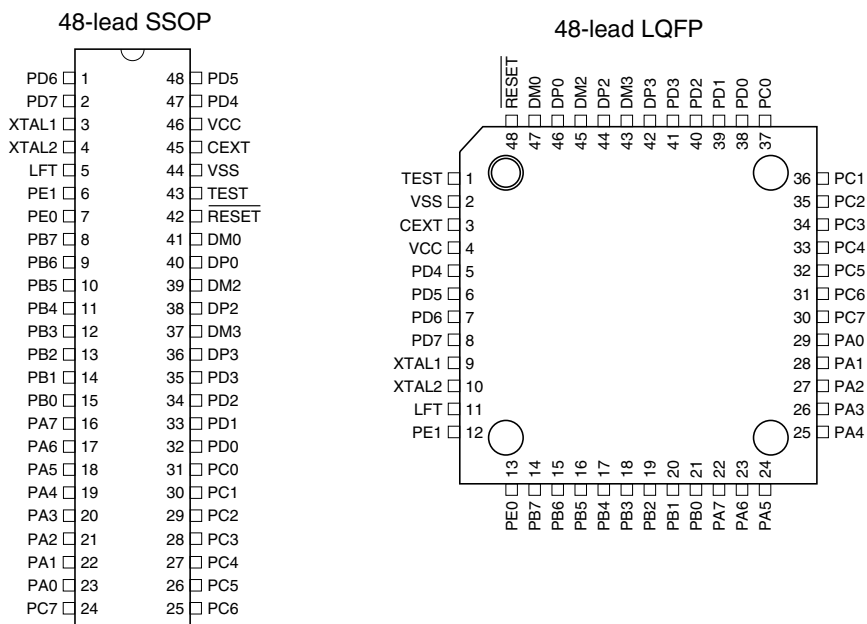 48-lead SSOP
PD6 1 48 PD5
PD7 2 47 PD4
XTAL1 3 46 VCC
XTAL2 4 45 CEXT
LFT 5 44 VSS
PE1 6 43 TEST
PE0 7 42 RESET
PB7 8 41 DM0
PB6 9 40 DP0
PB5 10 39 DM2
PB4 11 38 DP2
PB3 12 37 DM3
PB2 13 36 DP3
PB1 14 35 PD3
PB0 15 34 PD2
PA7 16 33 PD1
PA6 17 32 PD0
PA5 18 31 PC0
PA4 19 30 PC1
PA3 20 29 PC2
PA2 21 28 PC3
PA1 22 27 PC4
PA0 23 26 PC5
PC7 24 25 PC6
48-lead LQFP
RESET DM0 DP0 DM2 DP2 DM3 DP3 PD3 PD2 PD1 PD0 PC0
48 47 46 45 44 43 42 41 40 39 38 37
TEST 1 36 PC1
VSS 2 35 PC2
CEXT 3 34 PC3
VCC 4 33 PC4
PD4 5 32 PC5
PD5 6 31 PC6
PD6 7 30 PC7
PD7 8 29 PA0
XTAL1 9 28 PA1
XTAL2 10 27 PA2
LFT 11 26 PA3
PE1 12 25 PA4
13 14 15 16 17 18 19 20 21 22 23 24
PE0 PB7 PB6 PB5 PB4 PB3 PB2 PB1 PB0 PA7 PA6 PA5